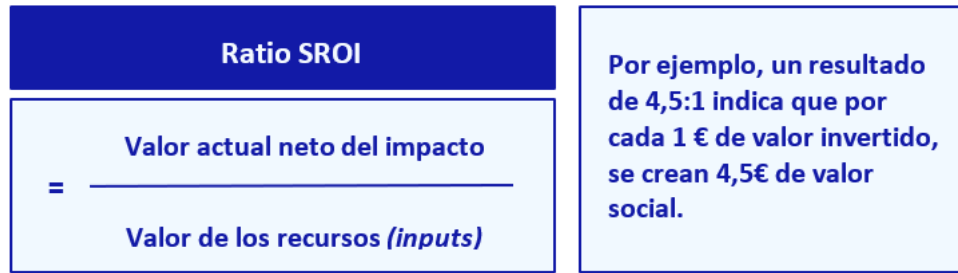 Ratio SROI
Valor actual neto del impacto
=
Valor de los recursos (inputs)
Por ejemplo, un resultado
de 4,5:1 indica que por
cada 1 € de valor invertido,
se crean 4,5€ de valor
social.